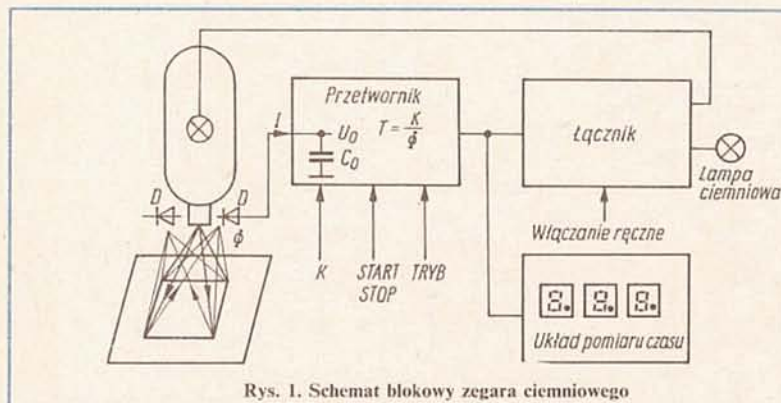 Przetwornik
I
U₀
T = K/Φ
C₀
Łącznik
Lampa
ciemniowa
D
D
Φ
Włączanie ręczne
K
START
STOP
TRYB
8. 8. 8.
Układ pomiaru czasu
Rys. 1. Schemat blokowy zegara ciemniowego